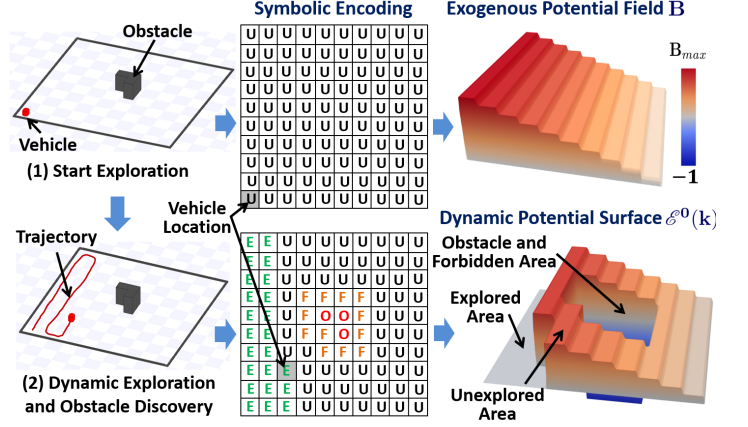 Symbolic Encoding
Exogenous Potential Field B
Obstacle
Vehicle
(1) Start Exploration
U U U U U U U U U U
U U U U U U U U U U
U U U U U U U U U U
U U U U U U U U U U
U U U U U U U U U U
U U U U U U U U U U
U U U U U U U U U U
U U U U U U U U U U
U U U U U U U U U U
U U U U U U U U U U
B_max
−1
Vehicle
Location
Trajectory
(2) Dynamic Exploration
and Obstacle Discovery
E E U U U U U U U U
E E U U U U U U U U
E E U U U U U U U U
E E U F F F F U U U
E E U F O O F U U U
E E U F F O F U U U
E E U U F F F U U U
E E E U U U U U U U
E E E U U U U U U U
E E E U U U U U U U
Dynamic Potential Surface ℰ⁰(k)
Obstacle and
Forbidden Area
Explored
Area
Unexplored
Area